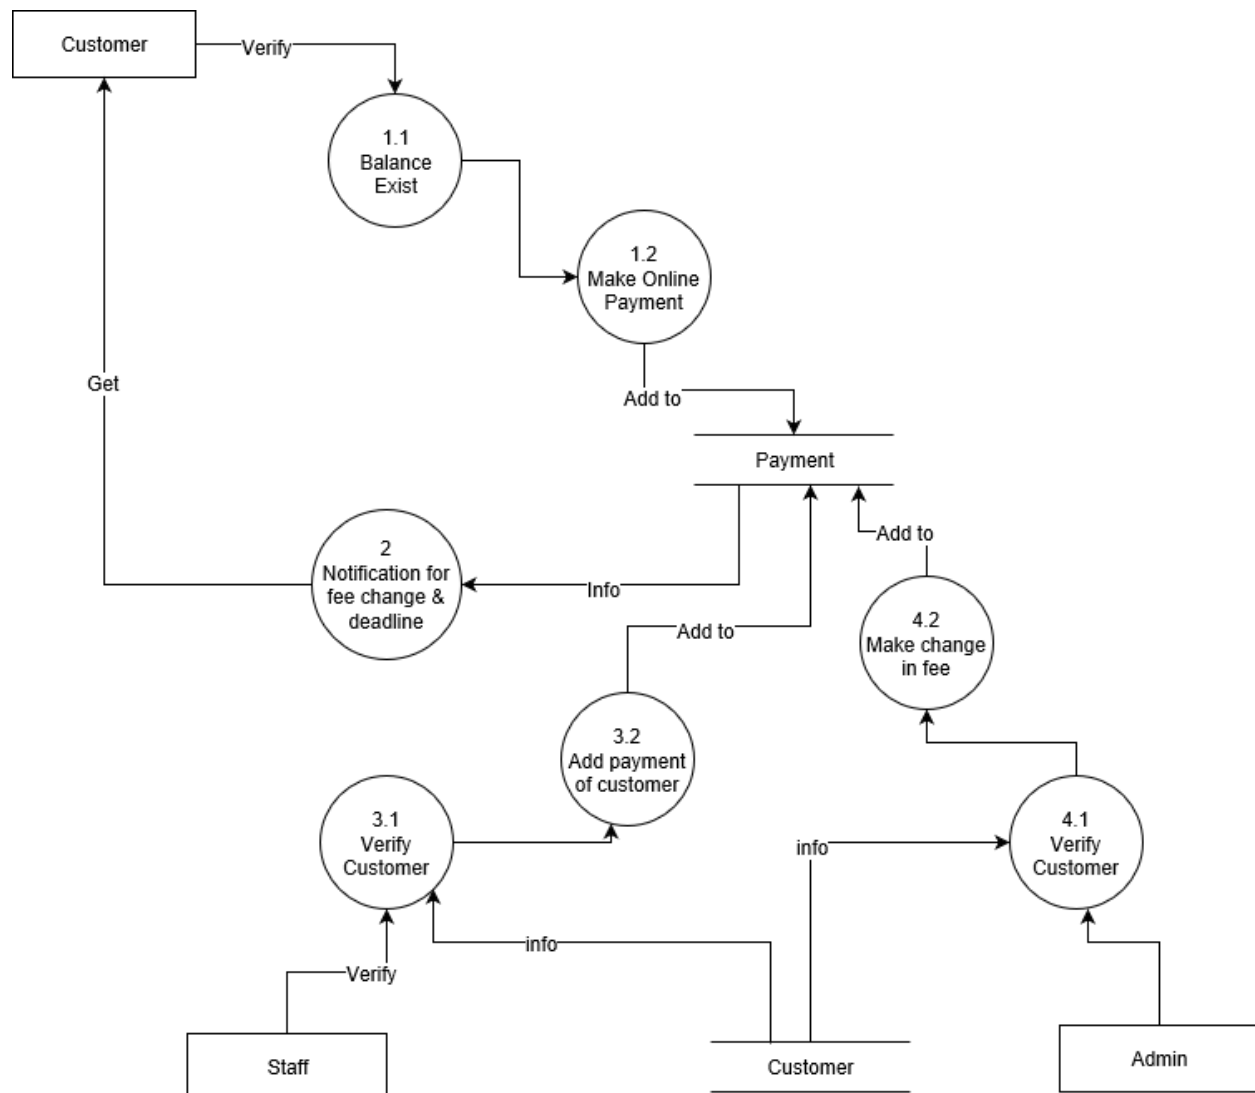 Customer
Verify
1.1
Balance
Exist
1.2
Make Online
Payment
Get
Add to
Payment
2
Notification for
fee change &
deadline
Info
Add to
Add to
4.2
Make change
in fee
3.2
Add payment
of customer
3.1
Verify
Customer
info
4.1
Verify
Customer
info
Verify
Staff
Customer
Admin